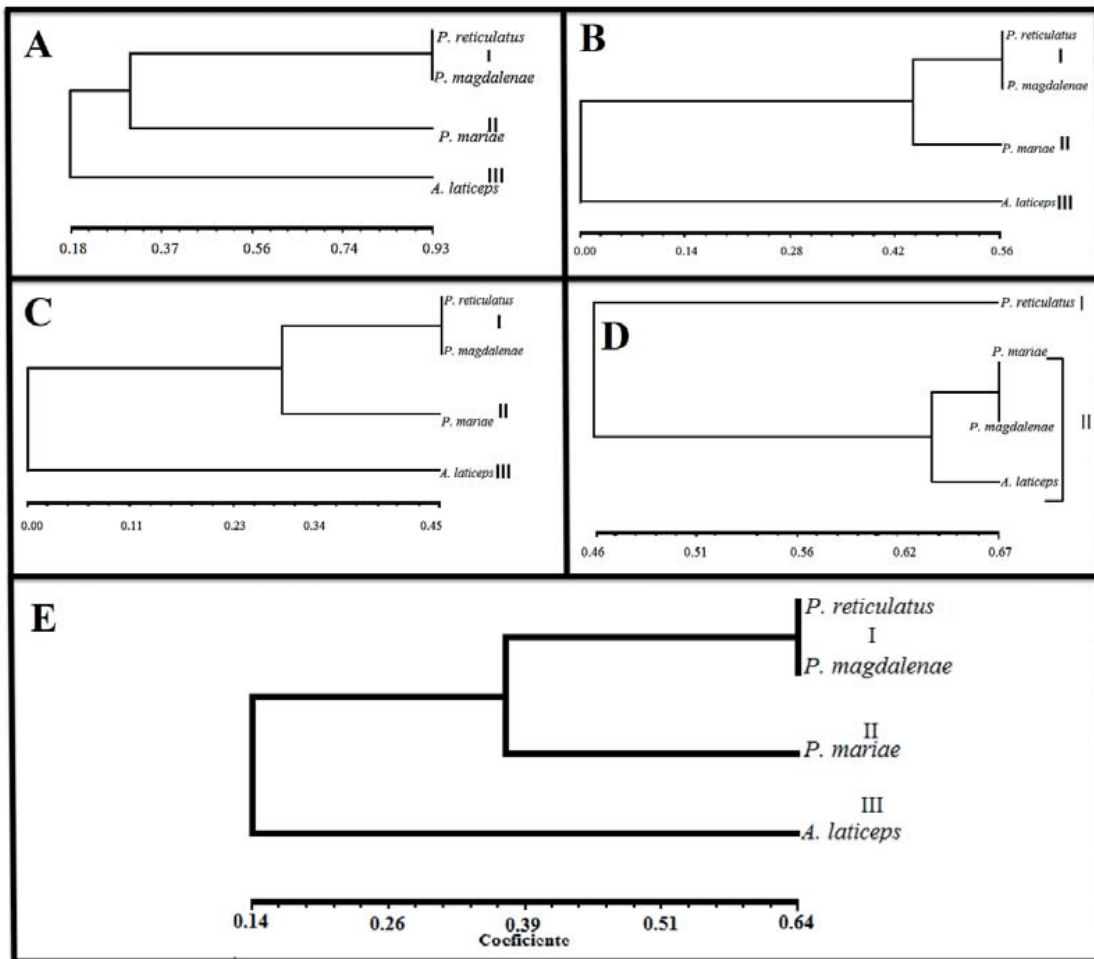 A
P. reticulatus
I
P. magdalenae
II
P. mariae
III
A. laticeps
0.18 0.37 0.56 0.74 0.93
B
P. reticulatus
I
P. magdalenae
P. mariae II
A. laticeps III
0.00 0.14 0.28 0.42 0.56
C
P. reticulatus
I
P. magdalenae
P. mariae II
A. laticeps III
0.00 0.11 0.23 0.34 0.45
D
P. reticulatus I
P. mariae
II
P. magdalenae
A. laticeps
0.46 0.51 0.56 0.62 0.67
E
P. reticulatus
I
P. magdalenae
II
P. mariae
III
A. laticeps
0.14 0.26 0.39 0.51 0.64
Coeficiente